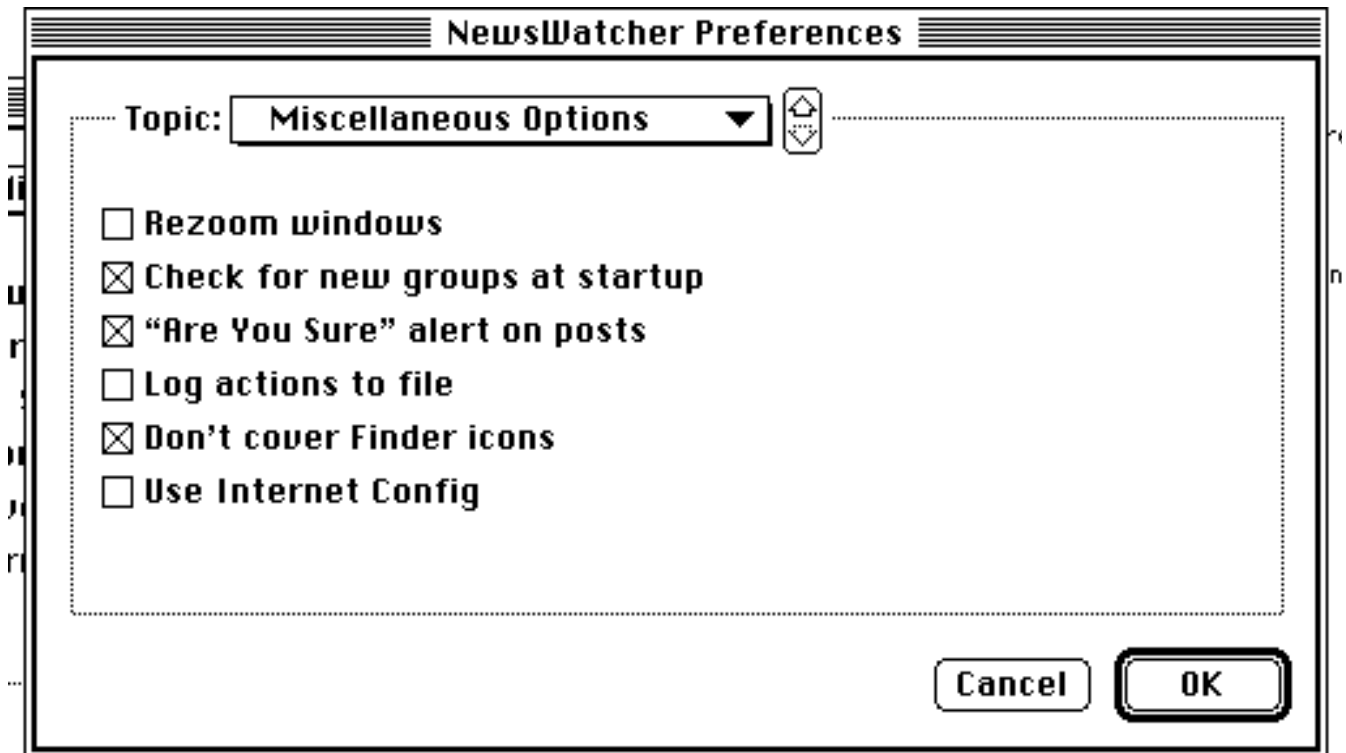 NewsWatcher Preferences
Topic: Miscellaneous Options
Rezoom windows
Check for new groups at startup
“Are You Sure” alert on posts
Log actions to file
Don’t cover Finder icons
Use Internet Config
Cancel OK